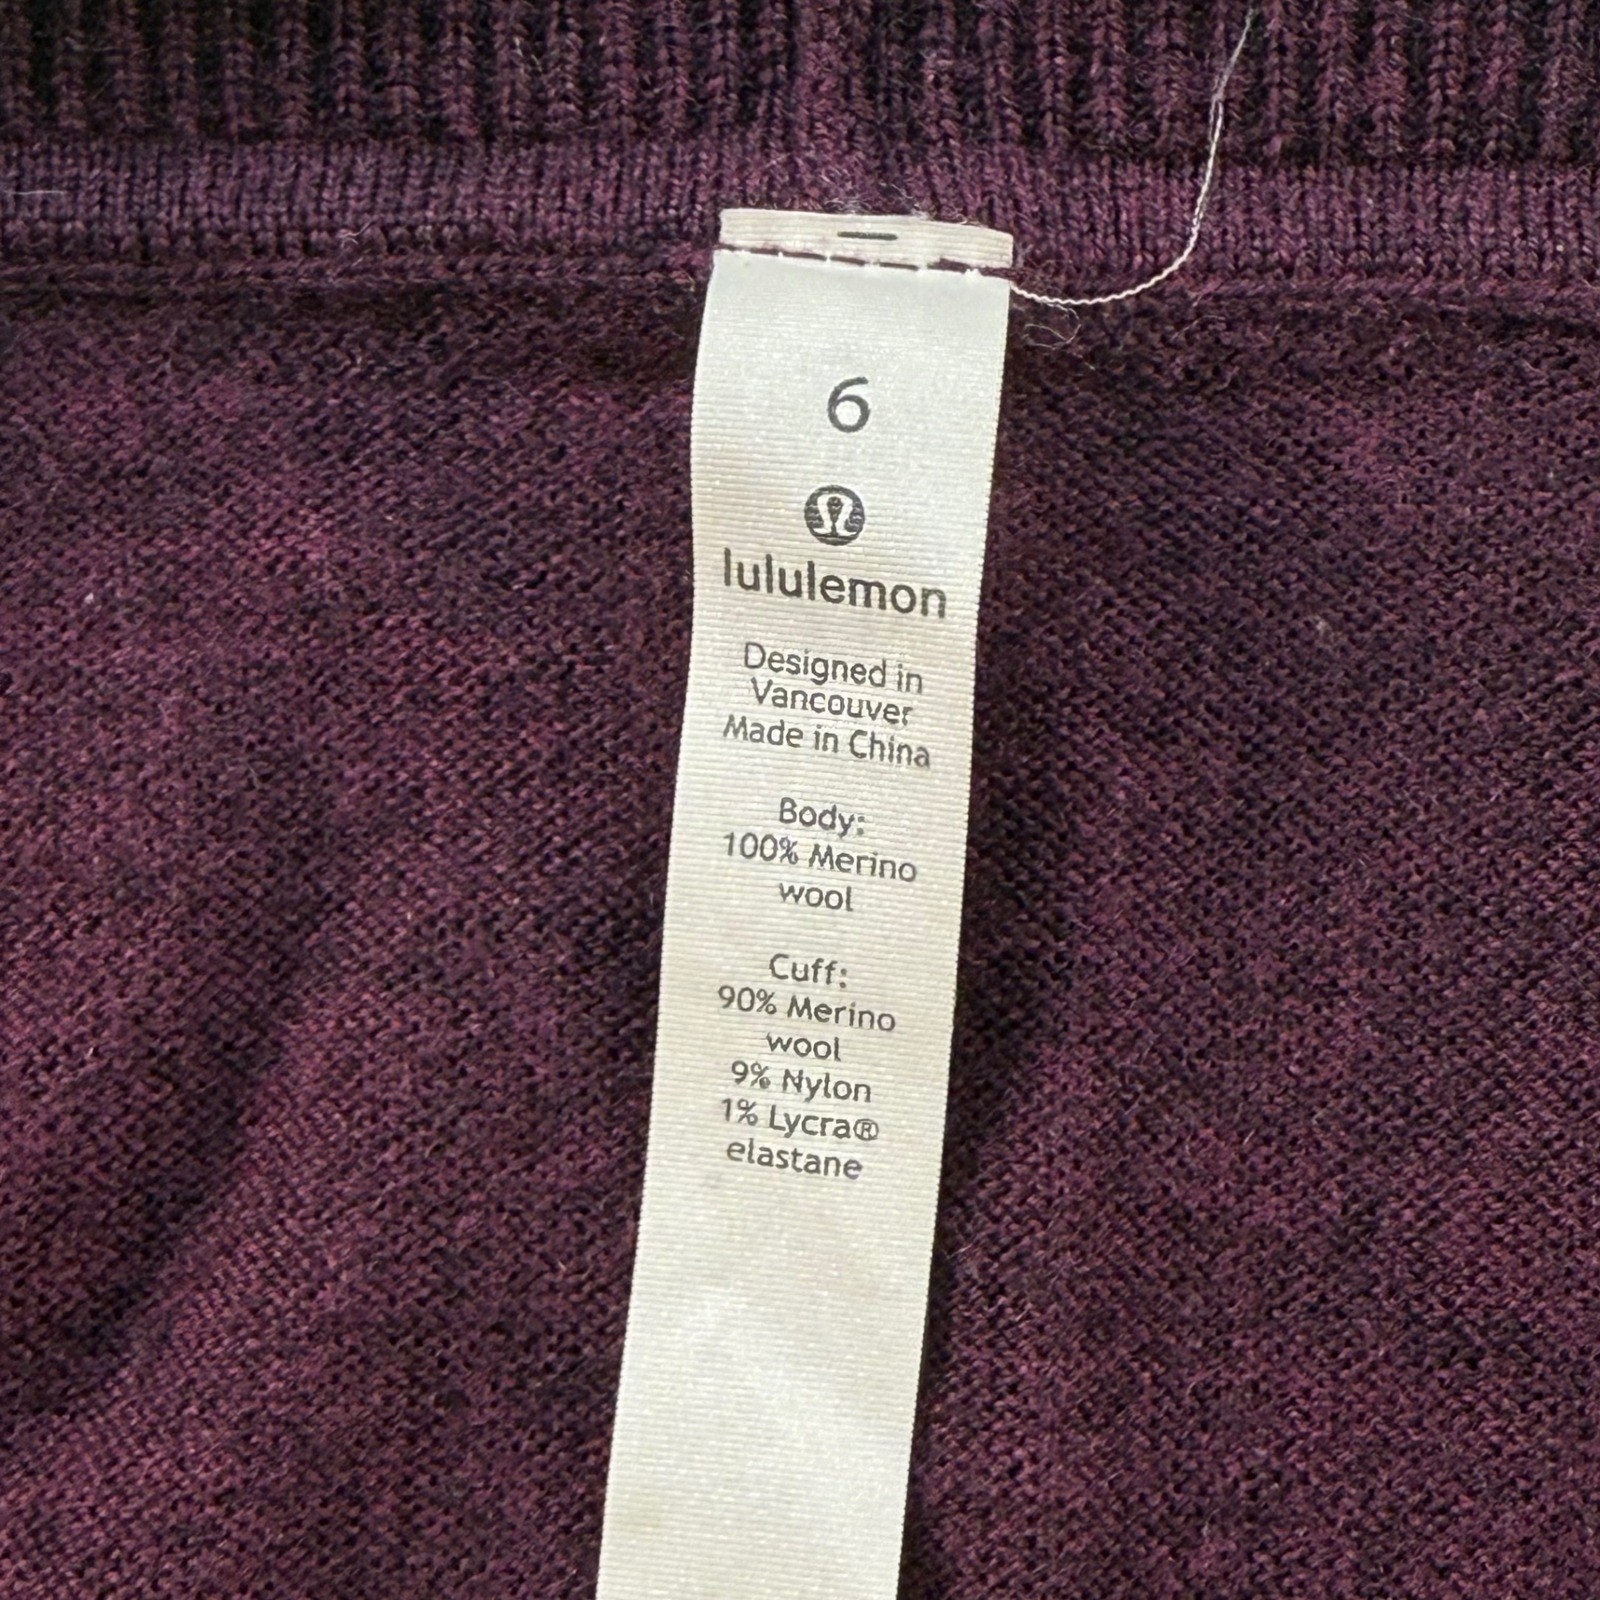 6
lululemon
Designed in
Vancouver
Made in China
Body:
100% Merino
wool
Cuff:
90% Merino
wool
9% Nylon
1% Lycra®
elastane